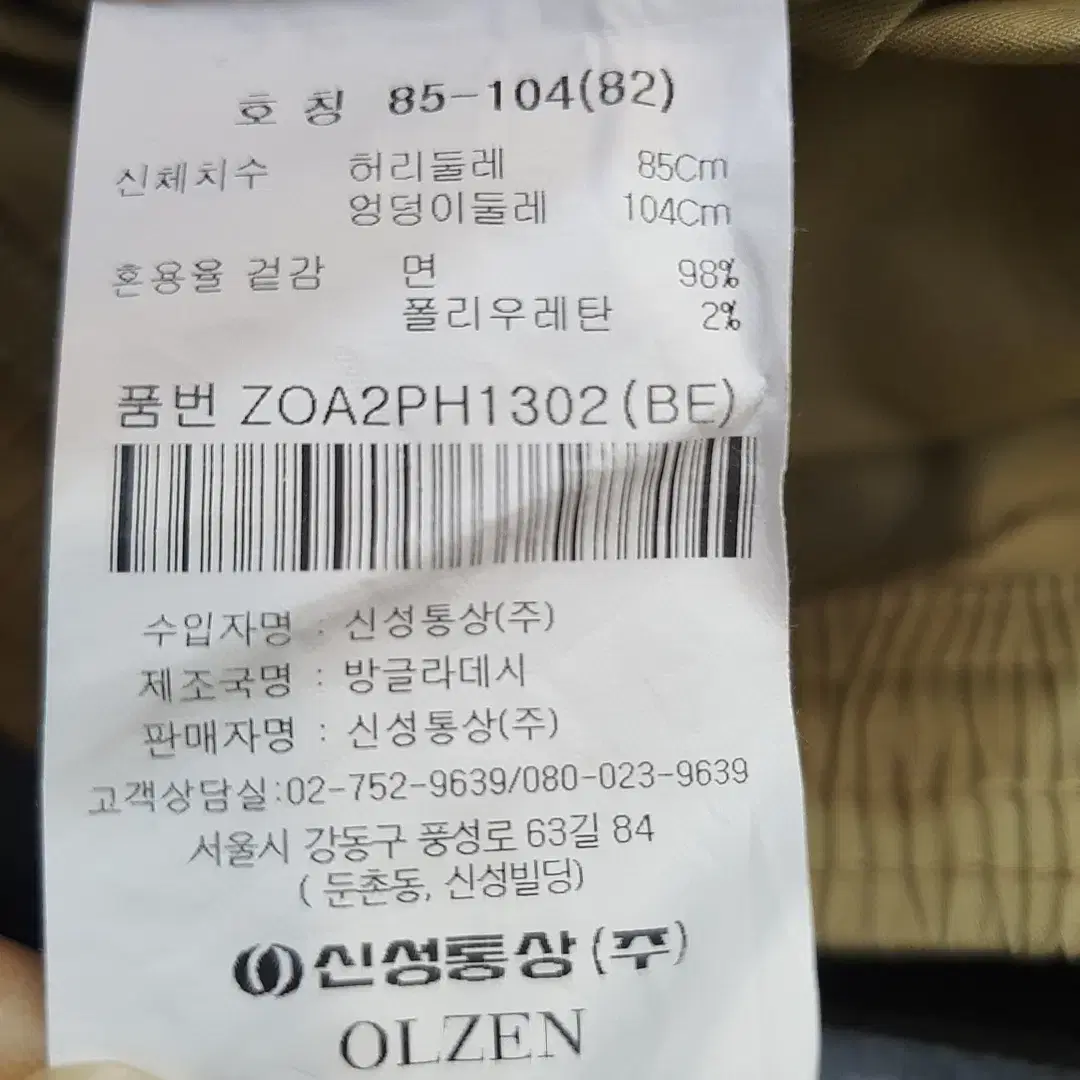 호 칭 85-104(82)
신체치수 허리둘레 85Cm
엉덩이둘레 104Cm
혼용율 겉감 면 98%
폴리우레탄 2%
품번 ZOA2PH1302(BE)
수입자명 : 신성통상(주)
제조국명 : 방글라데시
판매자명 : 신성통상(주)
고객상담실:02-752-9639/080-023-9639
서울시 강동구 풍성로 63길 84
( 둔촌동, 신성빌딩)
신성통상(주)
OLZEN